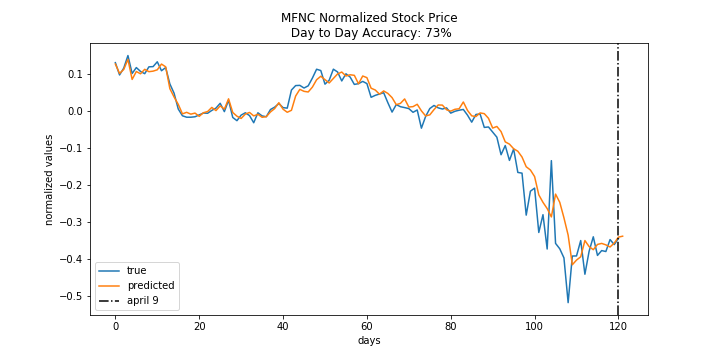 MFNC Normalized Stock Price
Day to Day Accuracy: 73%
normalized values
0.1
0.0
−0.1
−0.2
−0.3
−0.4
−0.5
true
predicted
april 9
0 20 40 60 80 100 120
days